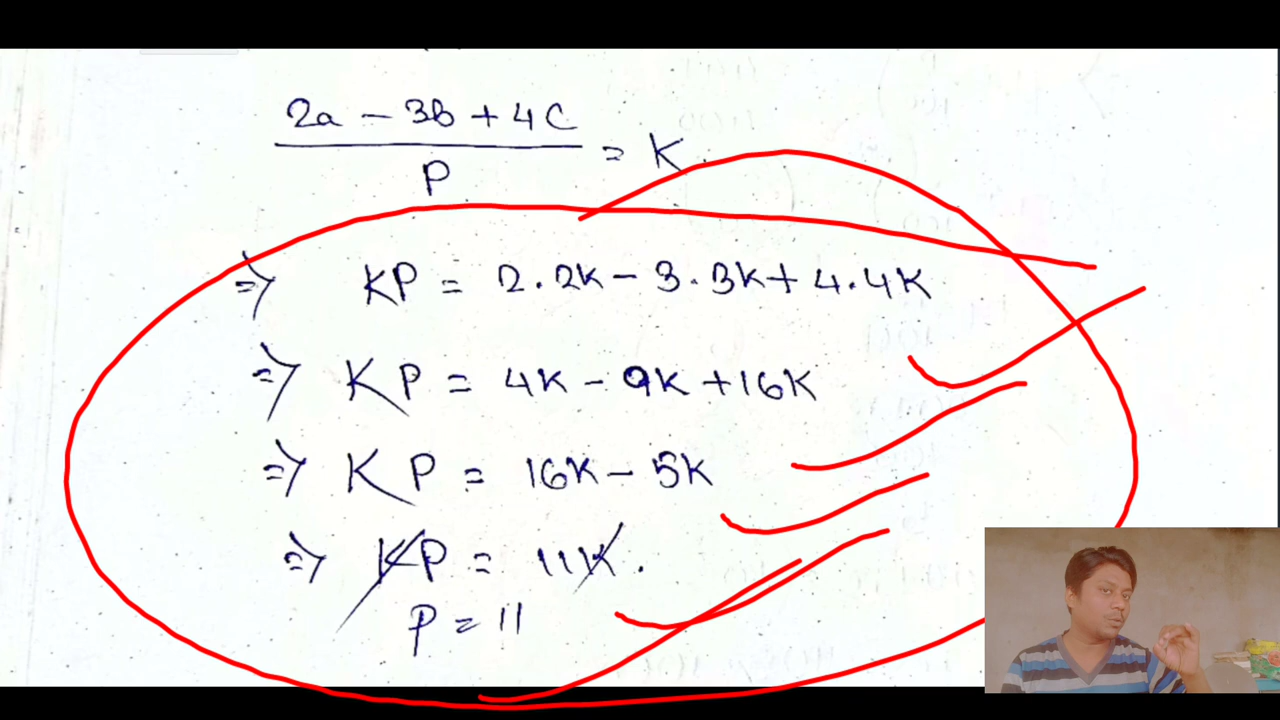 2a - 3b + 4C
P
= K
⇒ KP = 2.2K - 3.3K + 4.4K
⇒ KP = 4K - 9K + 16K
⇒ KP = 16K - 5K
⇒ KP = 11K.
P = 11